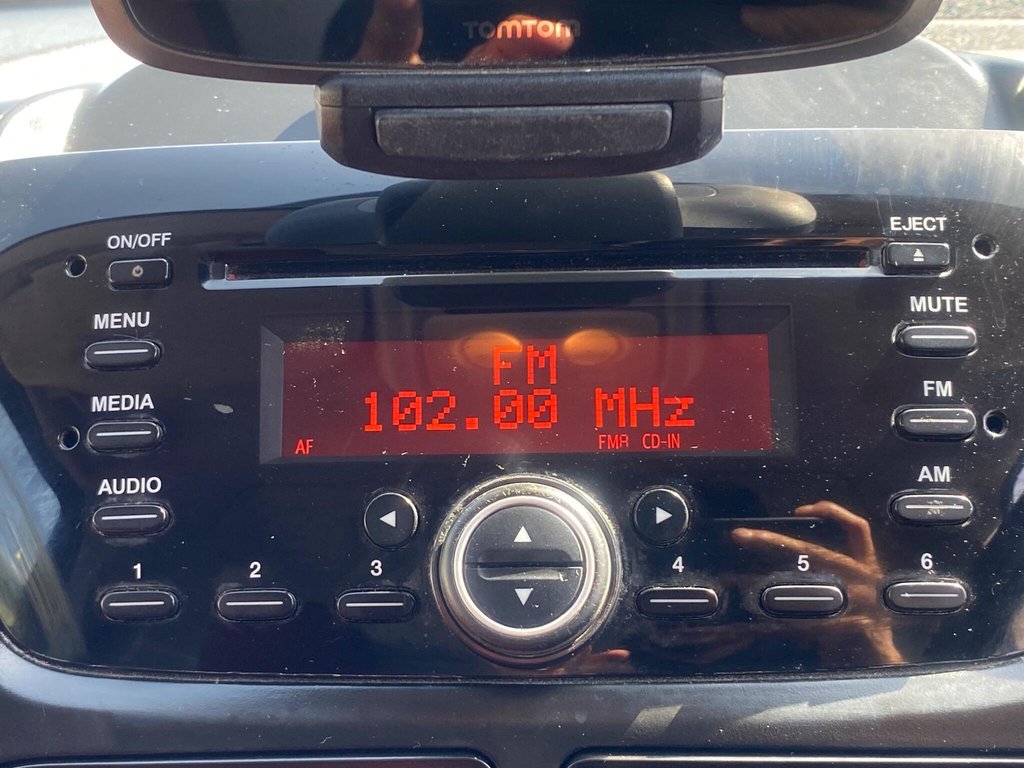 TOMTOM
ON/OFF
EJECT
MENU
MUTE
FM
102.00 MHz
MEDIA
FM
AF
CD-IN
AUDIO
AM
1 2 3 4 5 6